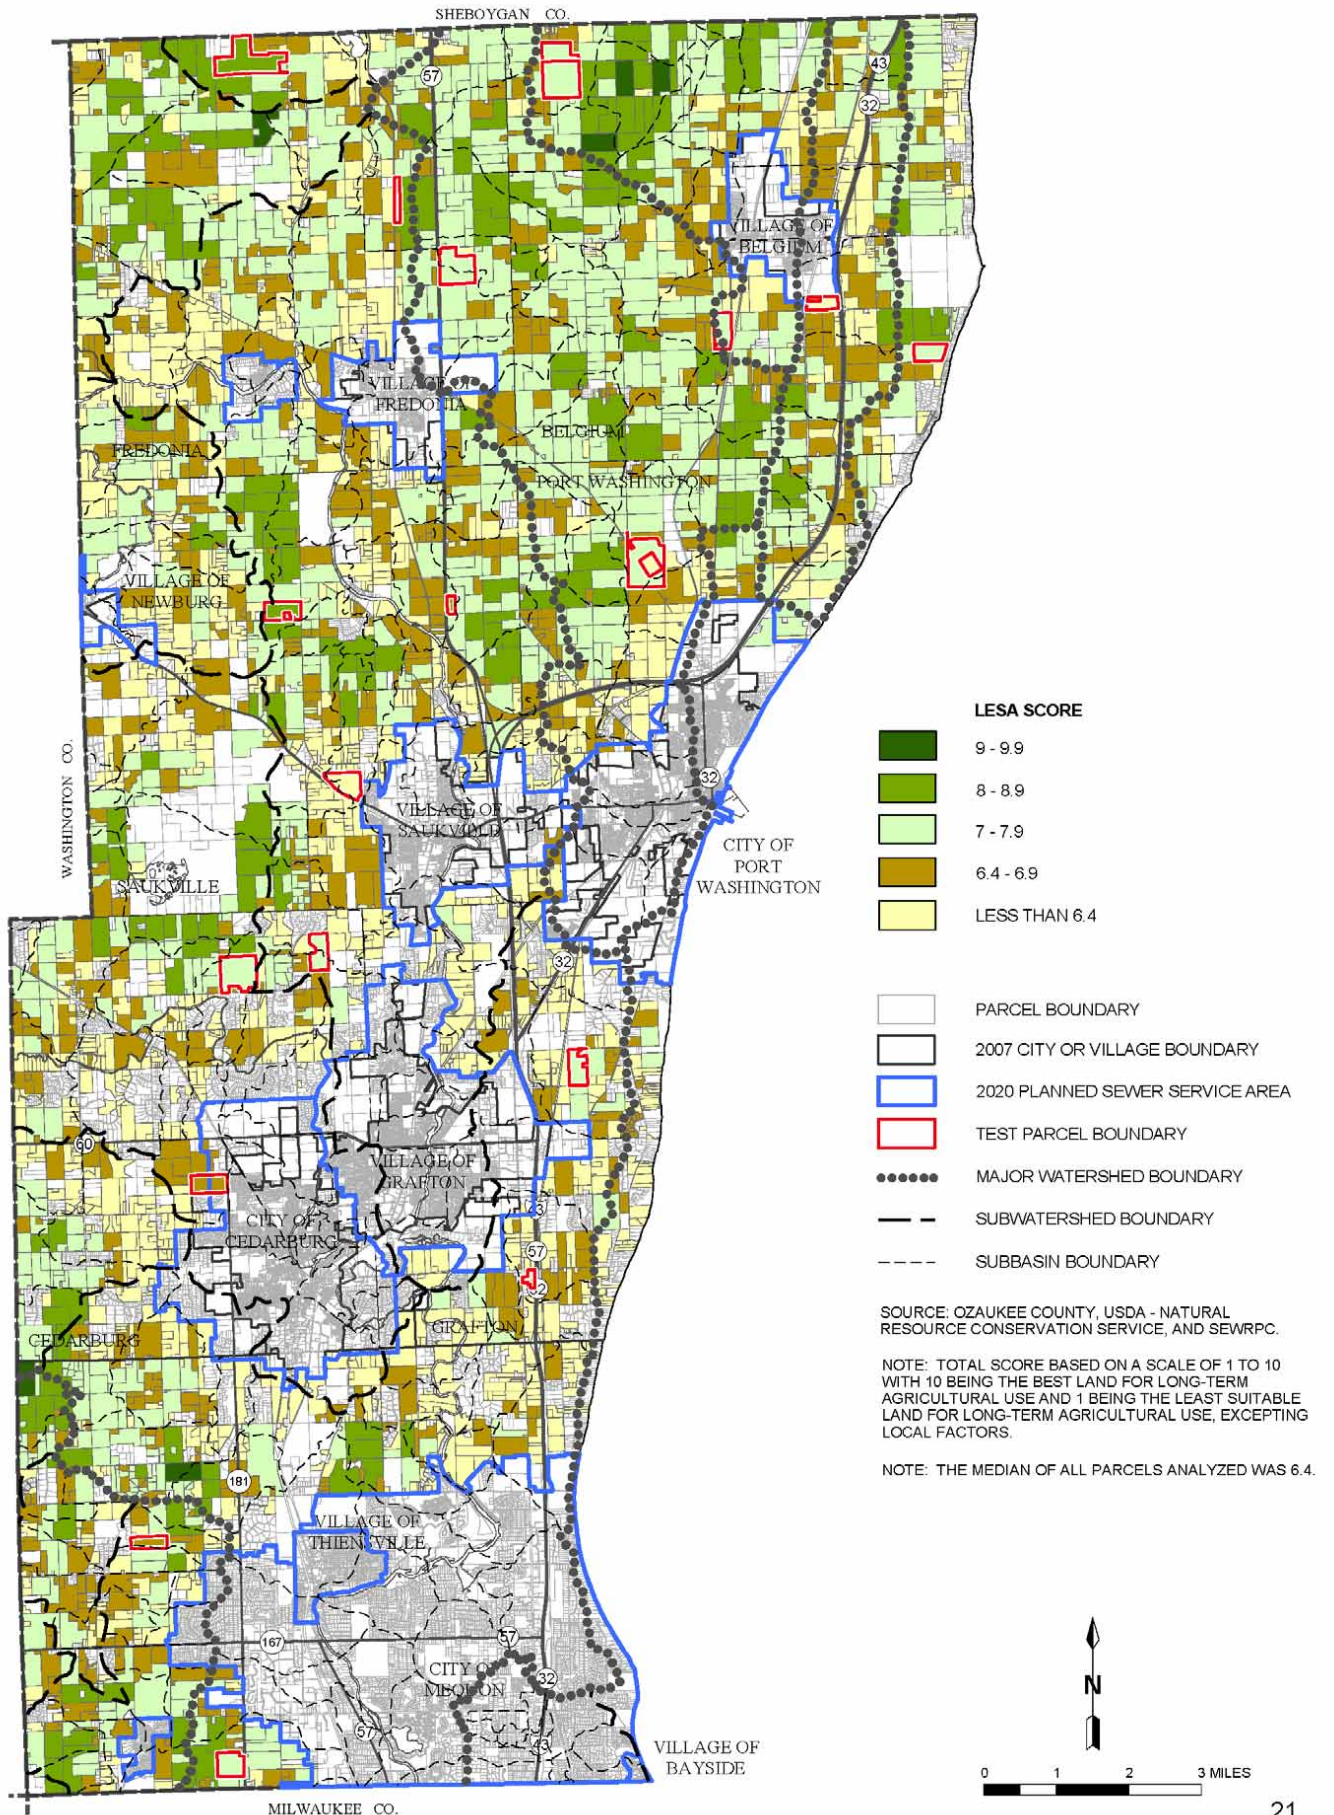 SHEBOYGAN CO.
57
43
32
VILLAGE OF
BELGIUM
VILLAGE OF
FREDONIA
FREDONIA
BELGIUM
PORT WASHINGTON
VILLAGE OF
NEWBURG
WASHINGTON CO.
32
VILLAGE OF
SAUKVILLE
CITY OF
PORT
WASHINGTON
SAUKVILLE
32
60
VILLAGE OF
GRAFTON
43
CITY OF
CEDARBURG
57
32
CEDARBURG
GRAFTON
181
VILLAGE OF
THIENSVILLE
167
57
CITY OF
MEQUON
32
57
43
VILLAGE OF
BAYSIDE
MILWAUKEE CO.
LESA SCORE
9 - 9.9
8 - 8.9
7 - 7.9
6.4 - 6.9
LESS THAN 6.4
PARCEL BOUNDARY
2007 CITY OR VILLAGE BOUNDARY
2020 PLANNED SEWER SERVICE AREA
TEST PARCEL BOUNDARY
MAJOR WATERSHED BOUNDARY
SUBWATERSHED BOUNDARY
SUBBASIN BOUNDARY
SOURCE: OZAUKEE COUNTY, USDA - NATURAL
RESOURCE CONSERVATION SERVICE, AND SEWRPC.
NOTE: TOTAL SCORE BASED ON A SCALE OF 1 TO 10
WITH 10 BEING THE BEST LAND FOR LONG-TERM
AGRICULTURAL USE AND 1 BEING THE LEAST SUITABLE
LAND FOR LONG-TERM AGRICULTURAL USE, EXCEPTING
LOCAL FACTORS.
NOTE: THE MEDIAN OF ALL PARCELS ANALYZED WAS 6.4.
N
0 1 2 3 MILES
21